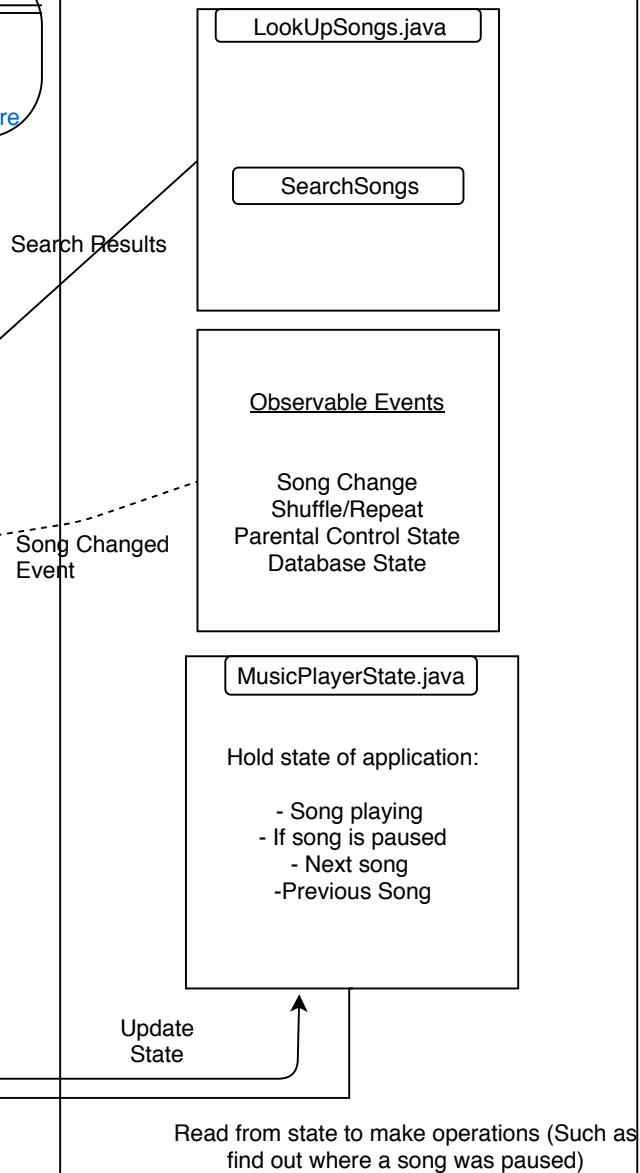 LookUpSongs.java
re
SearchSongs
Search Results
Observable Events
Song Change
Shuffle/Repeat
Parental Control State
Database State
Song Changed
Event
MusicPlayerState.java
Hold state of application:
- Song playing
- If song is paused
- Next song
-Previous Song
Update
State
Read from state to make operations (Such as
find out where a song was paused)